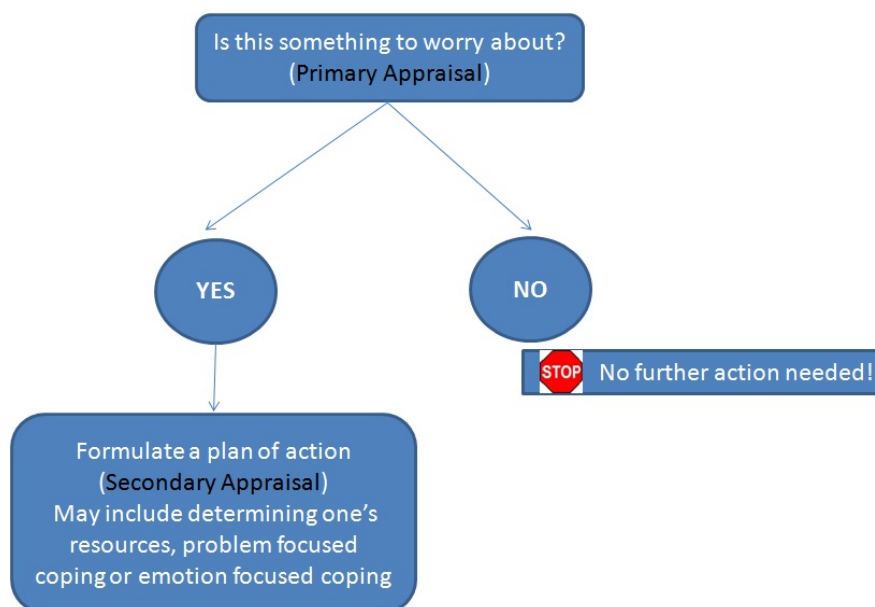 Is this something to worry about?
(Primary Appraisal)
YES
NO
STOP
No further action needed!
Formulate a plan of action
(Secondary Appraisal)
May include determining one's
resources, problem focused
coping or emotion focused coping